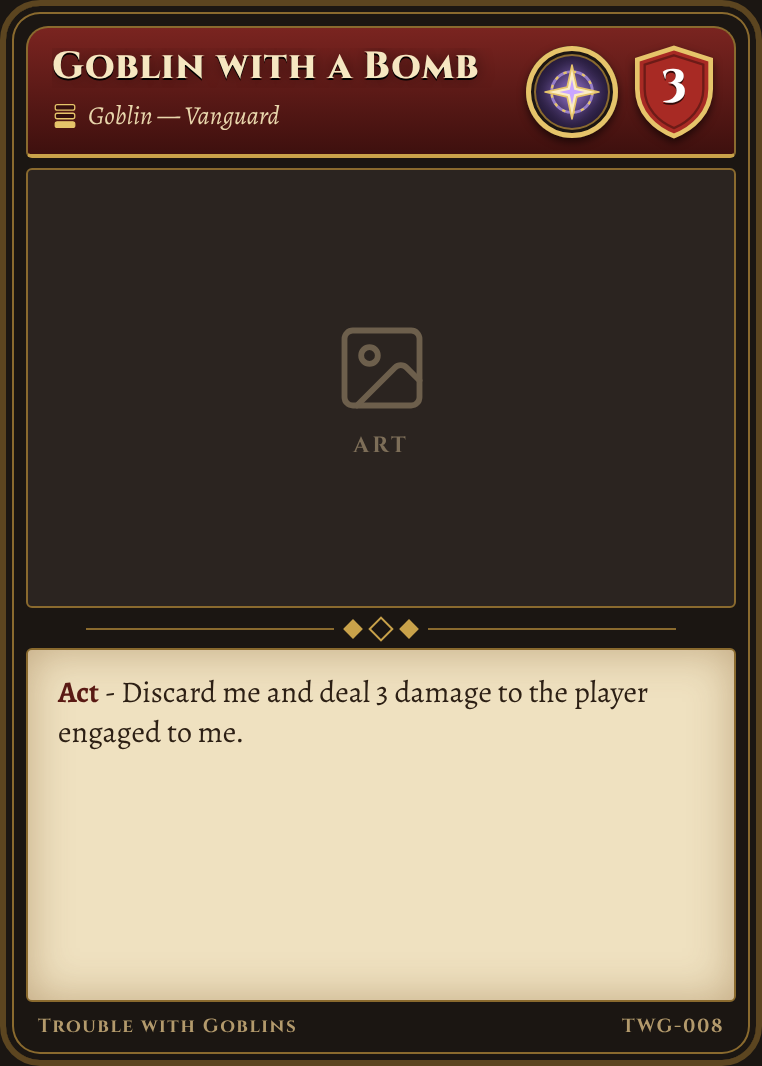 Goblin with a Bomb
Goblin — Vanguard
3
ART
Act - Discard me and deal 3 damage to the player
engaged to me.
Trouble with Goblins
TWG-008